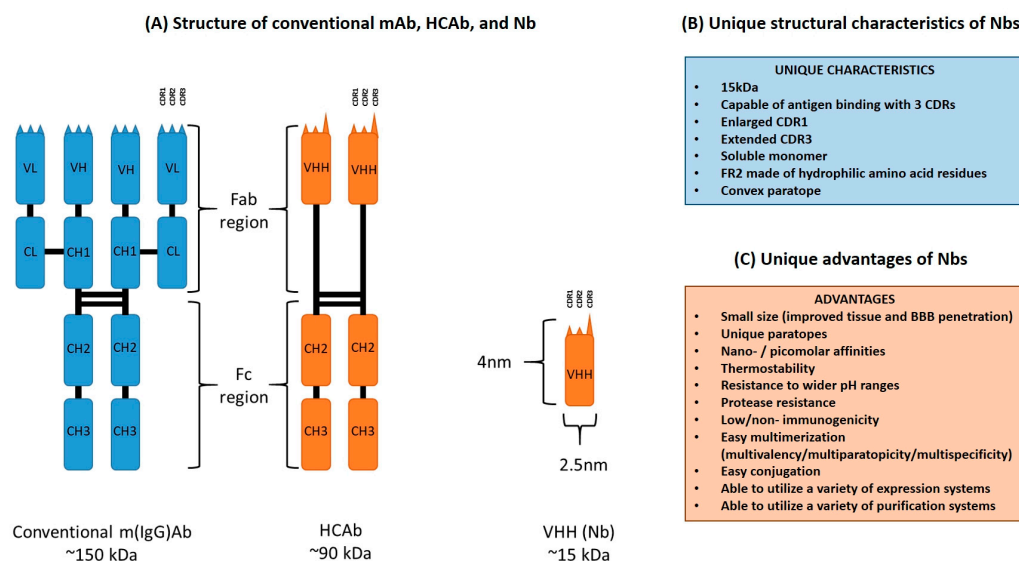 (A) Structure of conventional mAb, HCAb, and Nb
CDR1
CDR2
CDR3
VL
VH
VH
VL
CL
CH1
CH1
CL
CH2
CH2
CH3
CH3
Fab
region
Fc
region
CDR1
CDR2
CDR3
VHH
VHH
CH2
CH2
CH3
CH3
CDR1
CDR2
CDR3
4nm
VHH
2.5nm
Conventional m(IgG)Ab
~150 kDa
HCAb
~90 kDa
VHH (Nb)
~15 kDa
(B) Unique structural characteristics of Nbs
UNIQUE CHARACTERISTICS
• 15kDa
• Capable of antigen binding with 3 CDRs
• Enlarged CDR1
• Extended CDR3
• Soluble monomer
• FR2 made of hydrophilic amino acid residues
• Convex paratope
(C) Unique advantages of Nbs
ADVANTAGES
• Small size (improved tissue and BBB penetration)
• Unique paratopes
• Nano- / picomolar affinities
• Thermostability
• Resistance to wider pH ranges
• Protease resistance
• Low/non- immunogenicity
• Easy multimerization
(multivalency/multiparatopicity/multispecificity)
• Easy conjugation
• Able to utilize a variety of expression systems
• Able to utilize a variety of purification systems